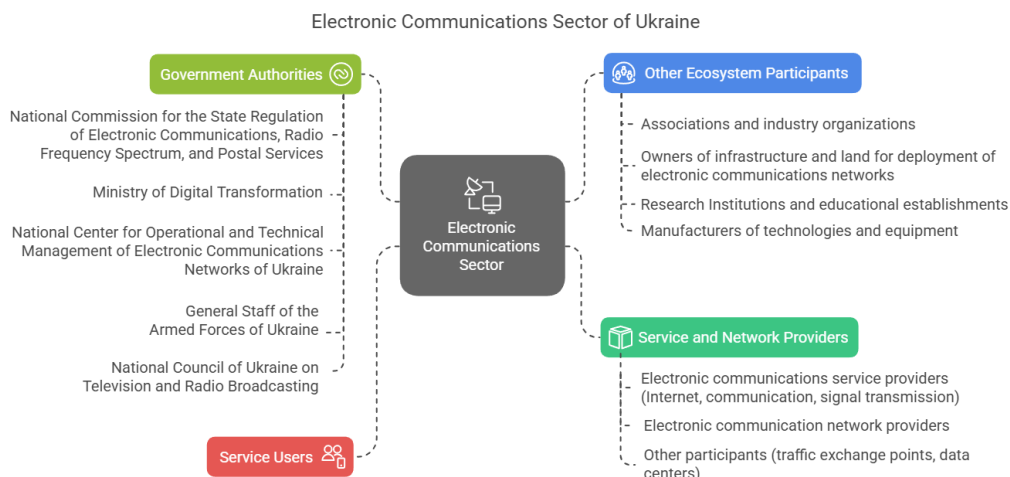 Electronic Communications Sector of Ukraine
Government Authorities
National Commission for the State Regulation
of Electronic Communications, Radio
Frequency Spectrum, and Postal Services
Ministry of Digital Transformation
National Center for Operational and Technical
Management of Electronic Communications
Networks of Ukraine
General Staff of the
Armed Forces of Ukraine
National Council of Ukraine on
Television and Radio Broadcasting
Service Users
Electronic
Communications
Sector
Other Ecosystem Participants
Associations and industry organizations
Owners of infrastructure and land for deployment of
electronic communications networks
Research Institutions and educational establishments
Manufacturers of technologies and equipment
Service and Network Providers
Electronic communications service providers
(Internet, communication, signal transmission)
Electronic communication network providers
Other participants (traffic exchange points, data
centers)